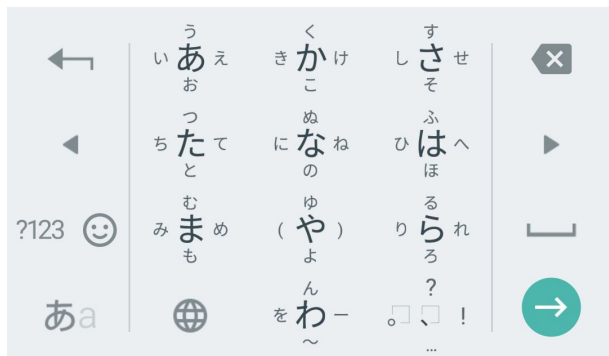 う く す
い あ え き か け し さ せ
お こ そ
つ ぬ ふ
ち た て に な ね ひ は へ
と の ほ
む ゆ る
?123 み ま め ( や ) り ら れ
も よ ろ
ん ?
あa を わ ー 。 、 !
～ …